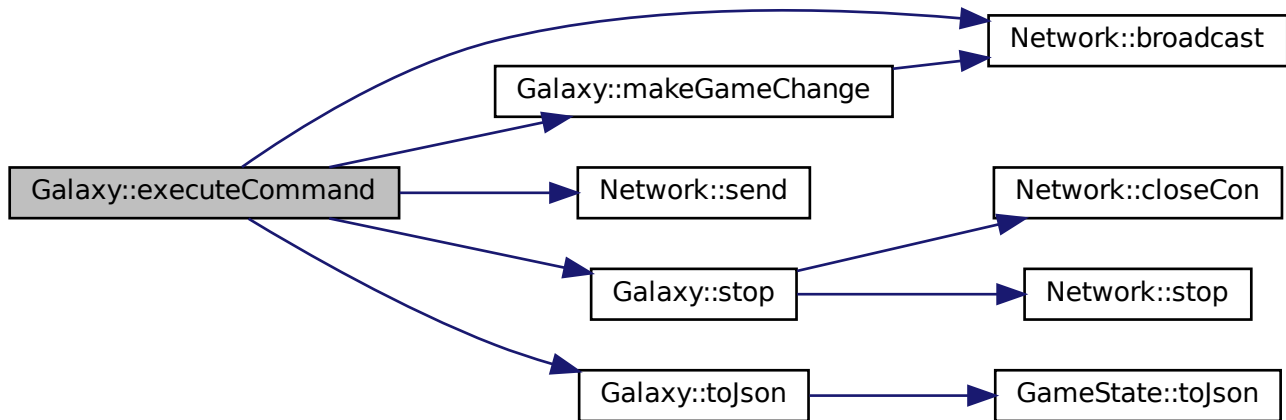 Network::broadcast
Galaxy::makeGameChange
Galaxy::executeCommand
Network::send
Network::closeCon
Galaxy::stop
Network::stop
Galaxy::toJson
GameState::toJson